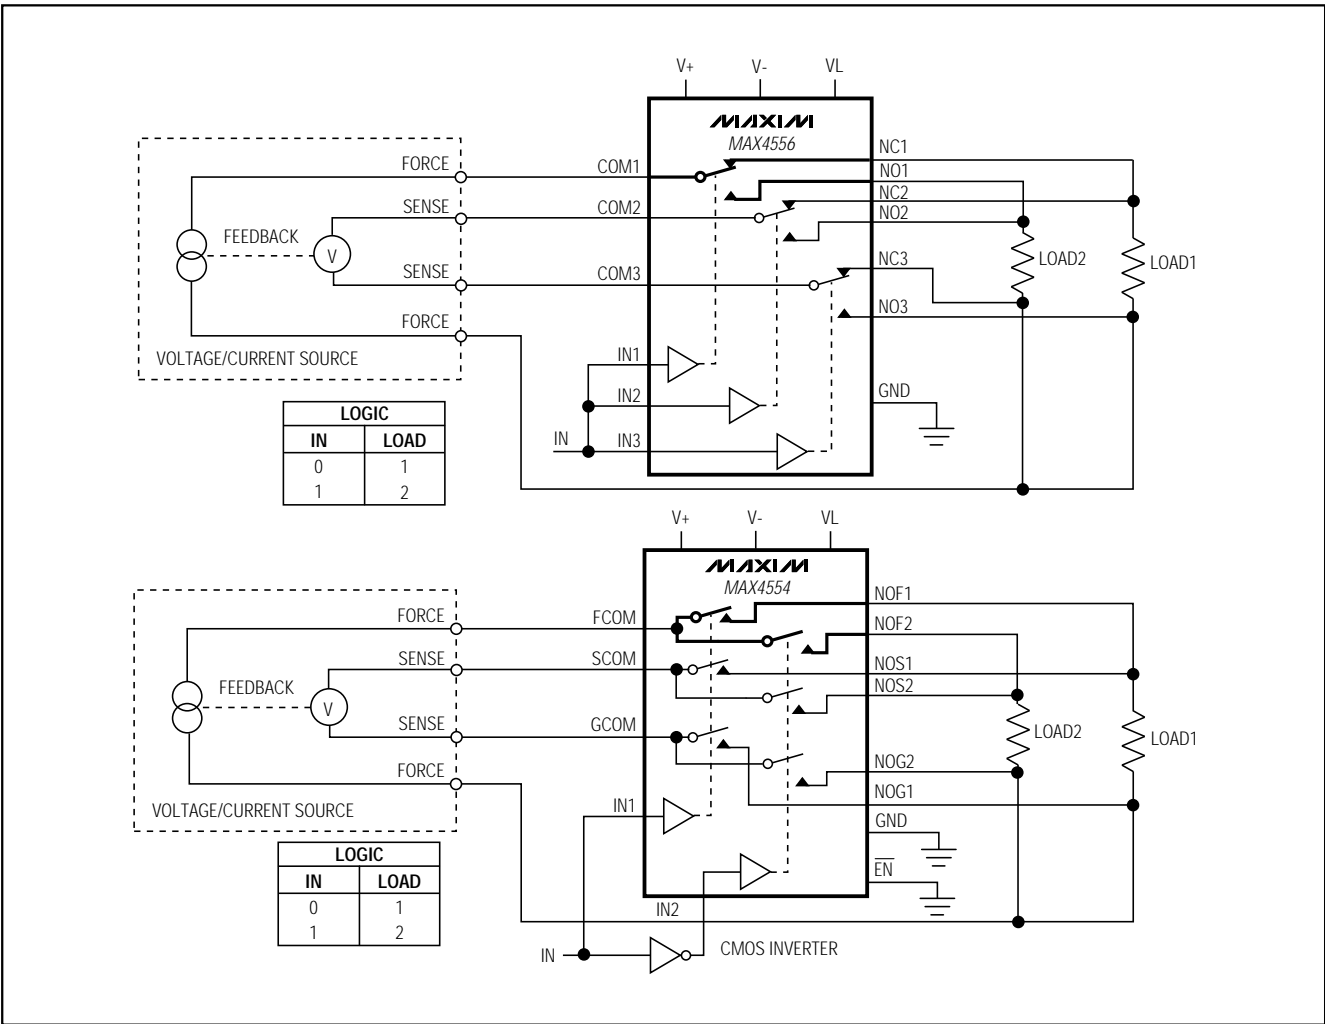 V+ V- VL
MAXIM
MAX4556
FORCE COM1 NC1
NO1
SENSE COM2 NC2
NO2
FEEDBACK V
SENSE COM3 NC3
LOAD2 LOAD1
NO3
FORCE
VOLTAGE/CURRENT SOURCE
IN1
IN2
GND
IN IN3
LOGIC
IN LOAD
0 1
1 2
V+ V- VL
MAXIM
MAX4554
FORCE FCOM NOF1
NOF2
SENSE SCOM NOS1
NOS2
FEEDBACK V
SENSE GCOM
LOAD2 LOAD1
NOG2
FORCE
NOG1
VOLTAGE/CURRENT SOURCE
IN1
GND
EN
LOGIC
IN LOAD
0 1
1 2
IN2
IN CMOS INVERTER